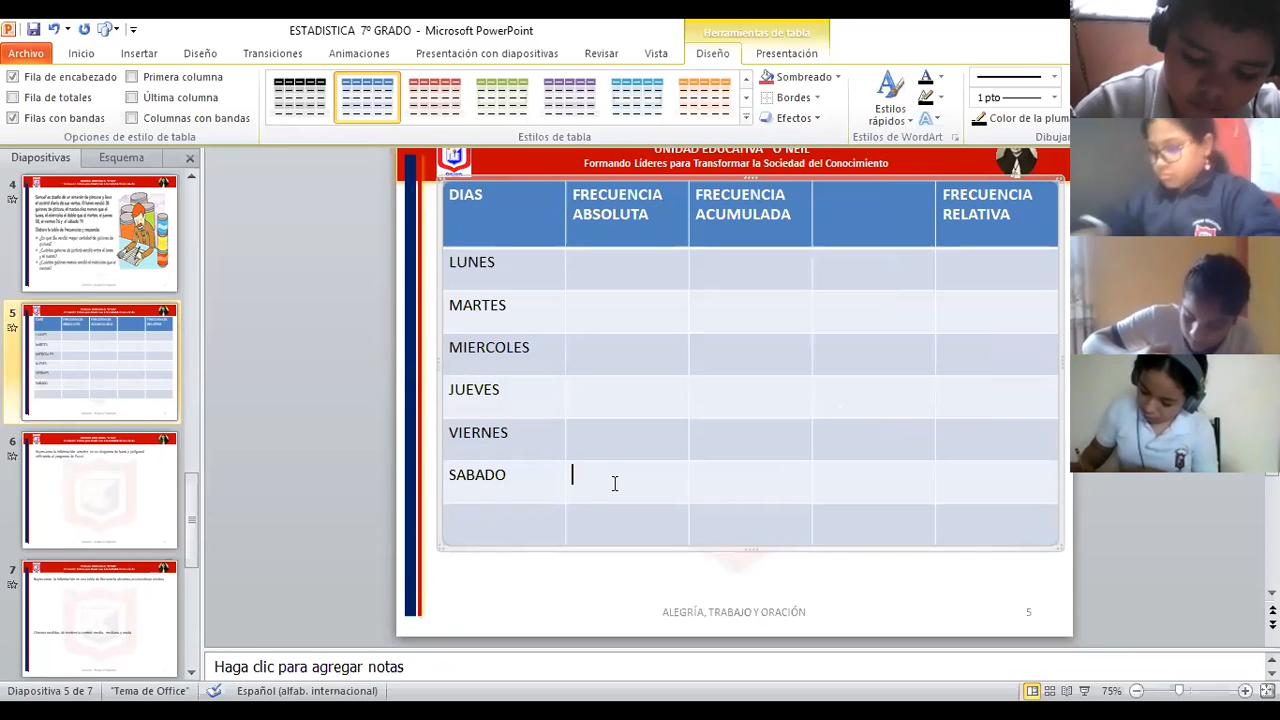 ESTADISTICA 7º GRADO - Microsoft PowerPoint
Herramientas de tabla
Archivo Inicio Insertar Diseño Transiciones Animaciones Presentación con diapositivas Revisar Vista Diseño Presentación
Fila de encabezado Primera columna
Fila de totales Última columna
Filas con bandas Columnas con bandas
Opciones de estilo de tabla
Estilos de tabla
Sombreado
Bordes
Efectos
Estilos rápidos
Estilos de WordArt
1 pto
Color de la plum
Dibujar
Diapositivas Esquema
4
5
6
7
UNIDAD EDUCATIVA "O'NEIL"
Formando Líderes para Transformar la Sociedad del Conocimiento
DIAS FRECUENCIA ABSOLUTA FRECUENCIA ACUMULADA FRECUENCIA RELATIVA
LUNES
MARTES
MIERCOLES
JUEVES
VIERNES
SABADO
ALEGRÍA, TRABAJO Y ORACIÓN 5
Haga clic para agregar notas
Diapositiva 5 de 7 "Tema de Office" Español (alfab. internacional) 75%